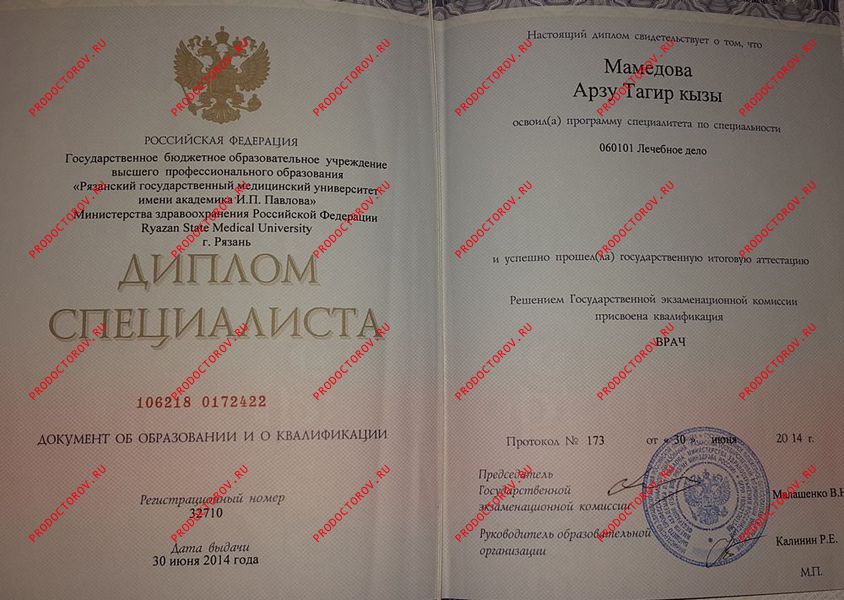 РОССИЙСКАЯ ФЕДЕРАЦИЯ
Государственное бюджетное образовательное учреждение
высшего профессионального образования
«Рязанский государственный медицинский университет
имени академика И.П. Павлова»
Министерства здравоохранения Российской Федерации
Ryazan State Medical University
г. Рязань
ДИПЛОМ
СПЕЦИАЛИСТА
106218 0172422
ДОКУМЕНТ ОБ ОБРАЗОВАНИИ И О КВАЛИФИКАЦИИ
Регистрационный номер
32710
Дата выдачи
30 июня 2014 года
Настоящий диплом свидетельствует о том, что
Мамедова
Арзу Тагир кызы
освоил(а) программу специалитета по специальности
060101 Лечебное дело
и успешно прошел(ла) государственную итоговую аттестацию
Решением Государственной экзаменационной комиссии
присвоена квалификация
ВРАЧ
Протокол № 173 от « 30 » июня 2014 г.
Председатель
Государственной
экзаменационной комиссии
Малашенко В.Н
Руководитель образовательной
организации
Калинин Р.Е.
М.П.
PRODOCTOROV.RU